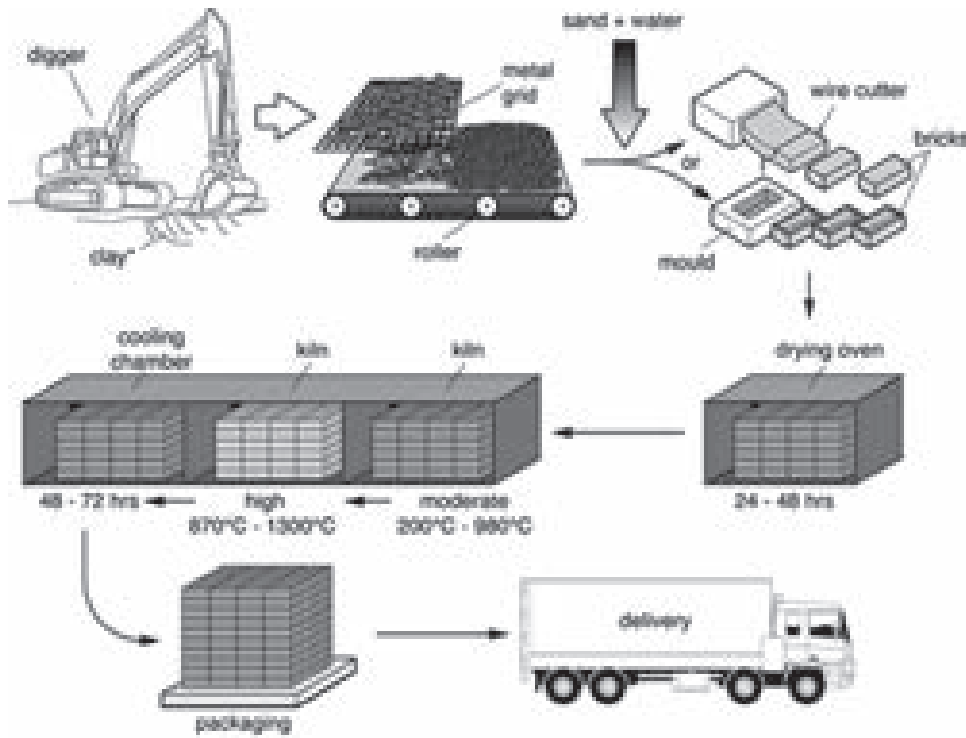 digger
clay
metal
grid
roller
sand + water
wire cutter
or
bricks
mould
drying oven
24 - 48 hrs
kiln
moderate
200°C - 980°C
kiln
high
870°C - 1300°C
cooling
chamber
48 - 72 hrs
packaging
delivery